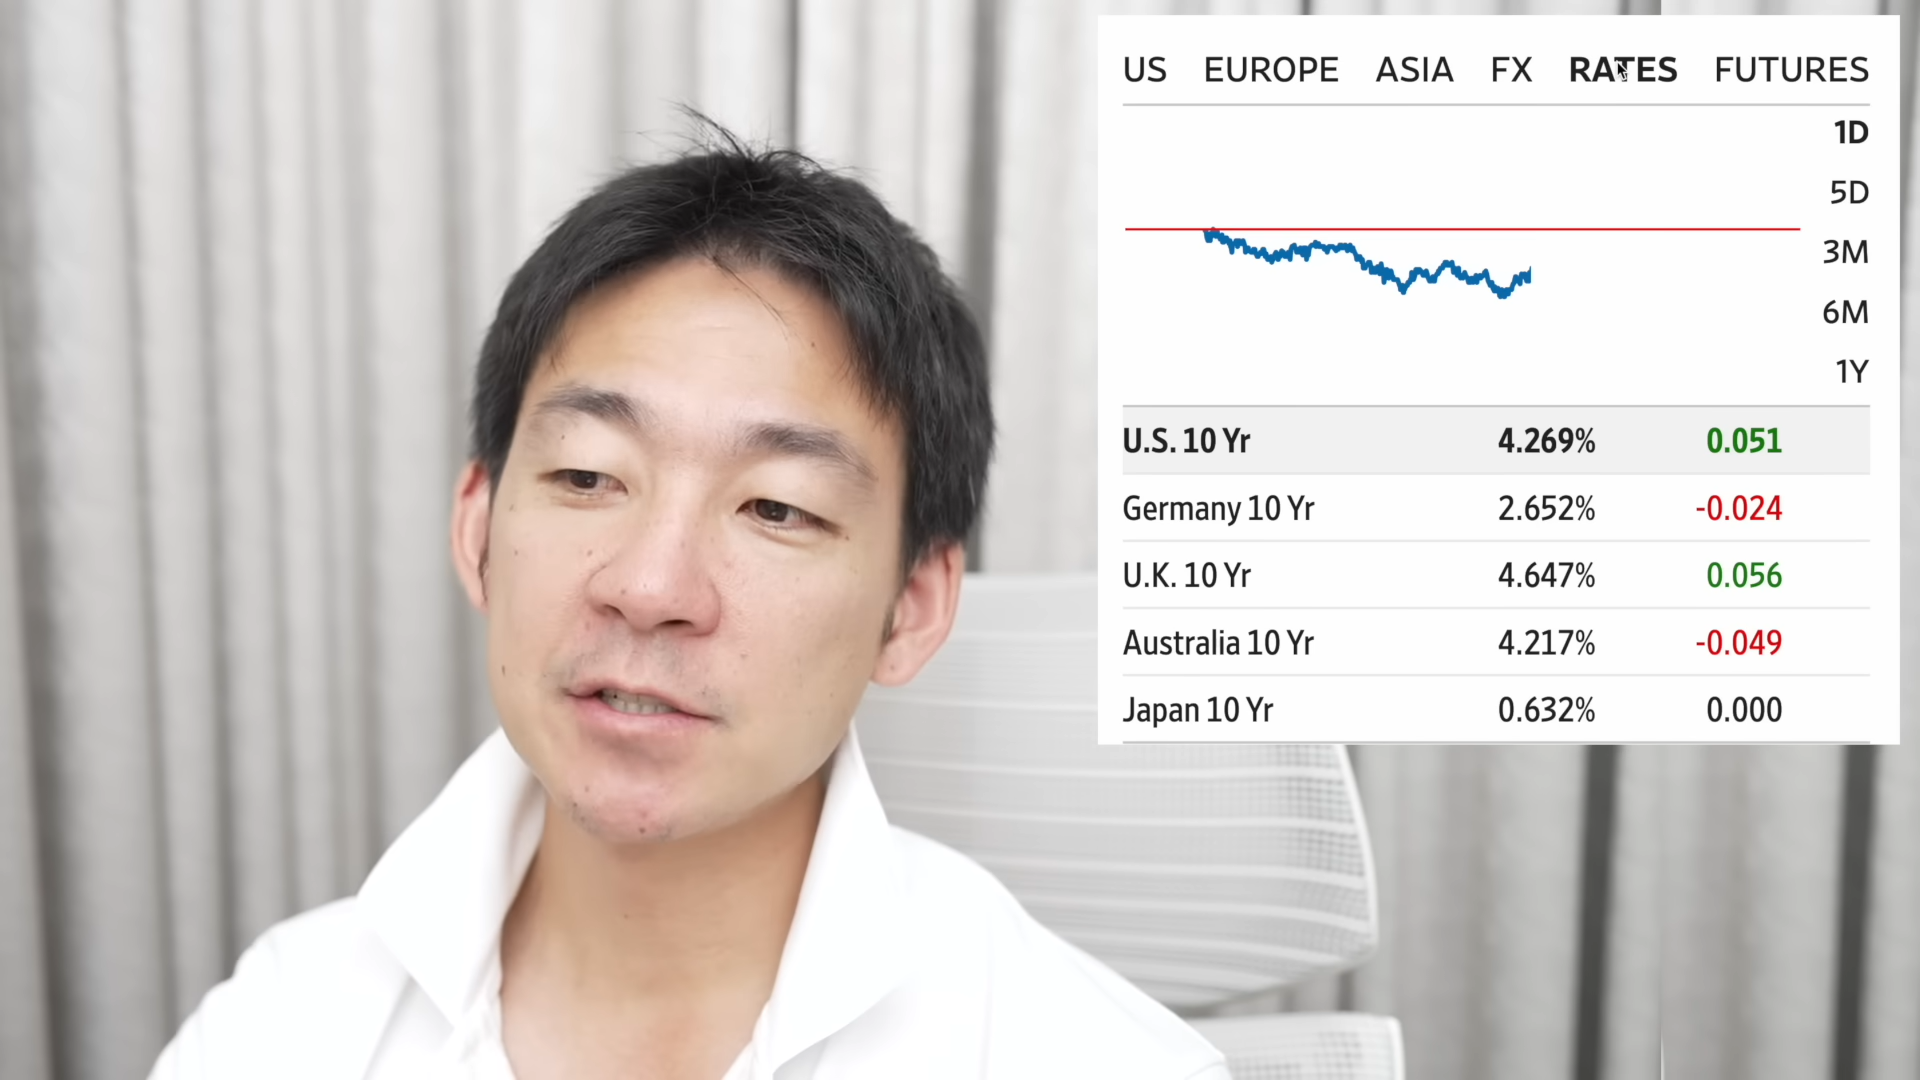 US EUROPE ASIA FX RATES FUTURES
1D
5D
3M
6M
1Y
U.S. 10 Yr 4.269% 0.051
Germany 10 Yr 2.652% -0.024
U.K. 10 Yr 4.647% 0.056
Australia 10 Yr 4.217% -0.049
Japan 10 Yr 0.632% 0.000